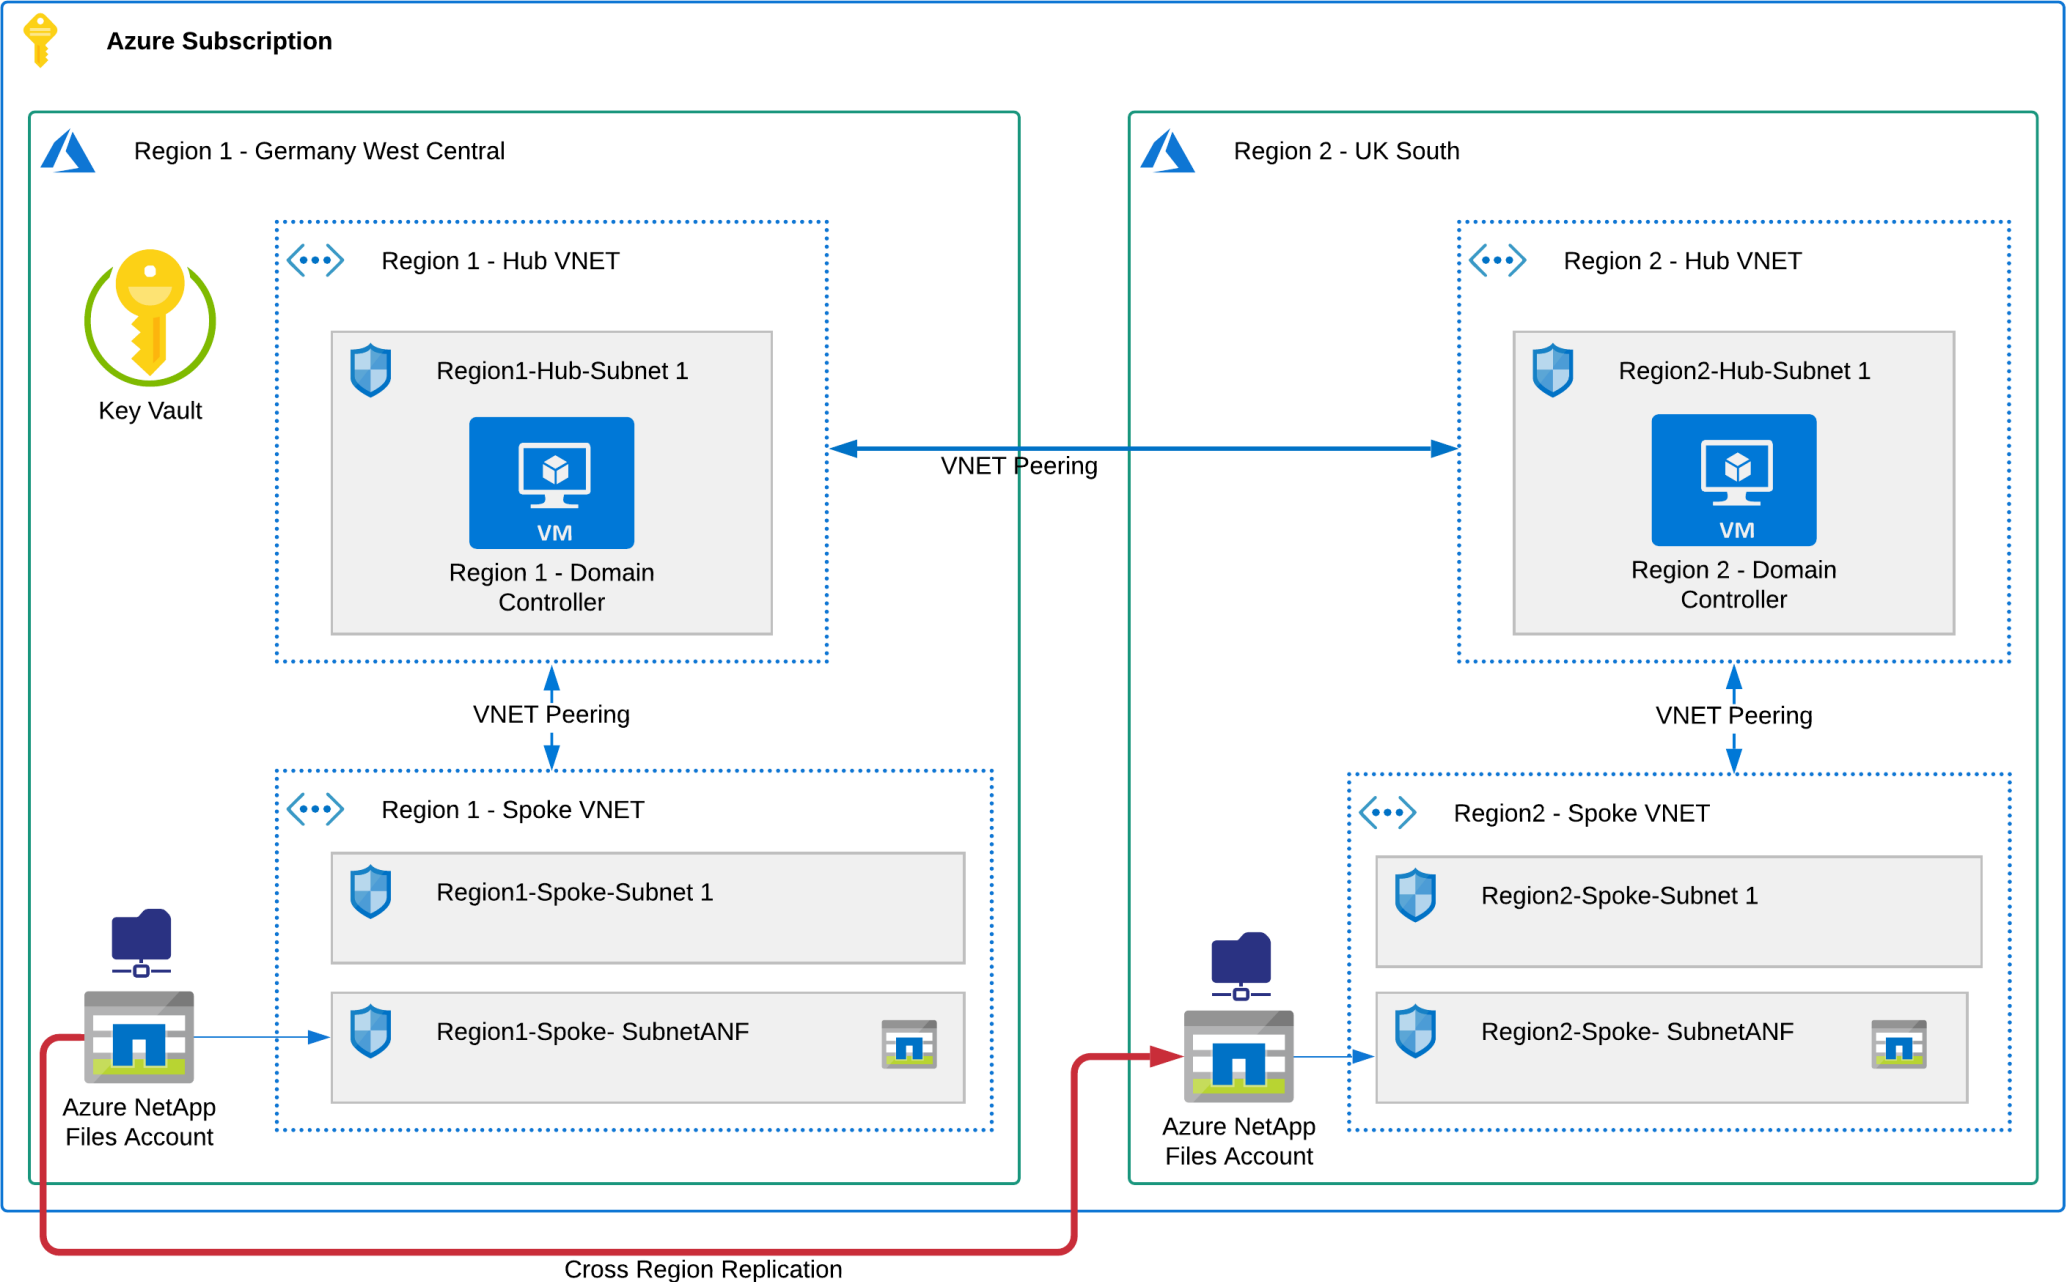 Azure Subscription
Region 1 - Germany West Central
Region 2 - UK South
Key Vault
Region 1 - Hub VNET
Region1-Hub-Subnet 1
VM
Region 1 - Domain
Controller
VNET Peering
Region 2 - Hub VNET
Region2-Hub-Subnet 1
VM
Region 2 - Domain
Controller
VNET Peering
VNET Peering
Region 1 - Spoke VNET
Region1-Spoke-Subnet 1
Region1-Spoke- SubnetANF
Azure NetApp
Files Account
Region2 - Spoke VNET
Region2-Spoke-Subnet 1
Region2-Spoke- SubnetANF
Azure NetApp
Files Account
Cross Region Replication